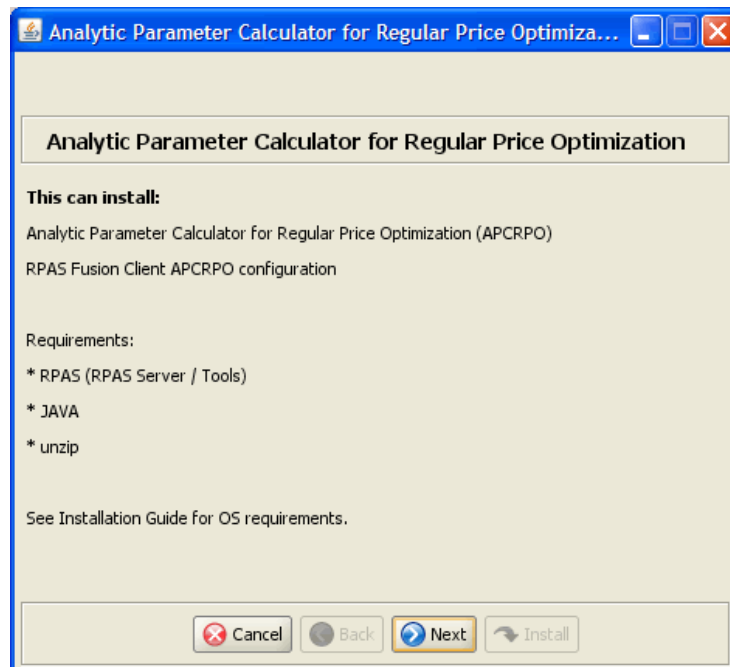 Analytic Parameter Calculator for Regular Price Optimiza...
Analytic Parameter Calculator for Regular Price Optimization
This can install:
Analytic Parameter Calculator for Regular Price Optimization (APCRPO)
RPAS Fusion Client APCRPO configuration
Requirements:
* RPAS (RPAS Server / Tools)
* JAVA
* unzip
See Installation Guide for OS requirements.
Cancel Back Next Install